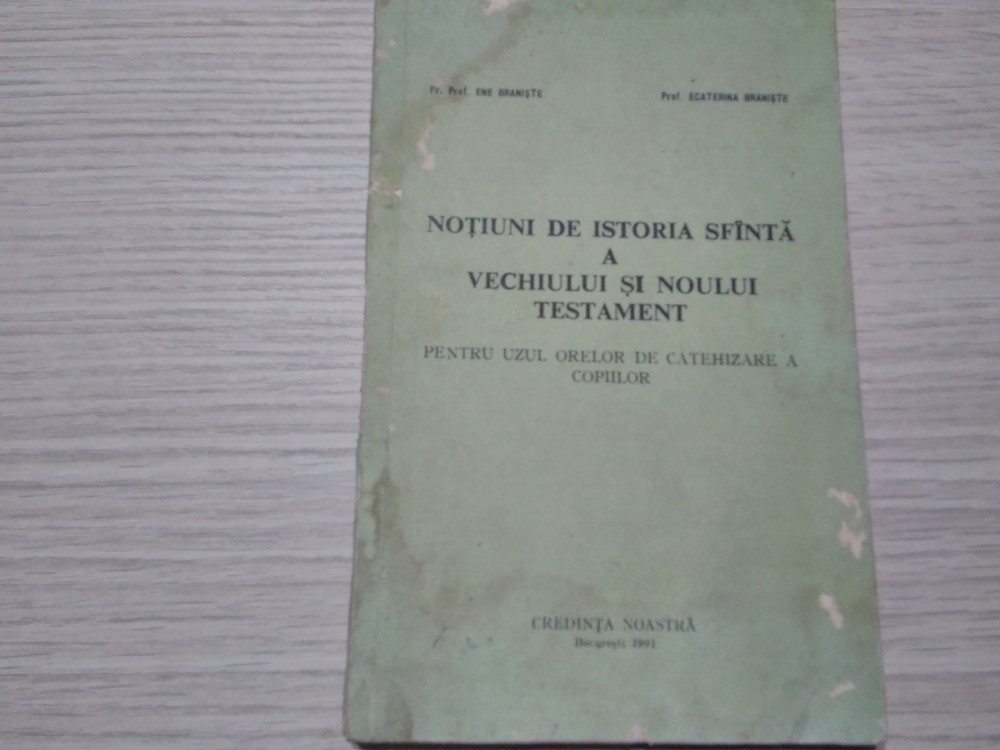 Pr. Prof. ENE BRANIȘTE Prof. ECATERINA BRANIȘTE
NOȚIUNI DE ISTORIA SFÎNTĂ
A
VECHIULUI ȘI NOULUI
TESTAMENT
PENTRU UZUL ORELOR DE CATEHIZARE A
COPIILOR
CREDINȚA NOASTRĂ
București 1991